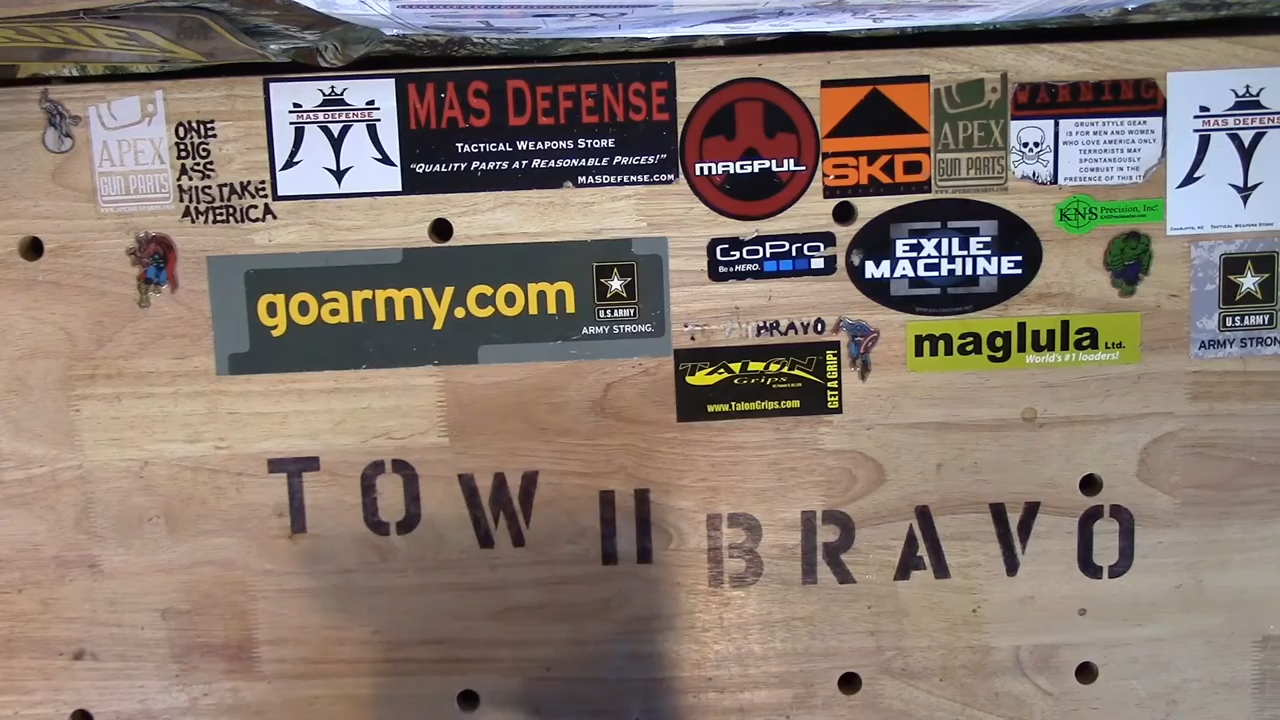 APEX
GUN PARTS
ONE
BIG
ASS
MISTAKE
AMERICA
MAS DEFENSE
MAS DEFENSE
TACTICAL WEAPONS STORE
"QUALITY PARTS AT REASONABLE PRICES!"
MASDEFENSE.COM
MAGPUL
SKD
APEX
GUN PARTS
WARNING
GRUNT STYLE GEAR
IS FOR MEN AND WOMEN
WHO LOVE AMERICA ONLY.
TERRORISTS MAY
SPONTANEOUSLY
COMBUST IN THE
PRESENCE OF THIS
MAS DEFENS
CHARLOTTE, NC TACTICAL WEAPONS STORE
KNS Precision, Inc.
goarmy.com
U.S.ARMY
ARMY STRONG.
GoPro
Be a HERO.
EXILE
MACHINE
U.S.ARMY
ARMY STRON
BRAVO
maglula Ltd.
World's #1 loaders!
TALON
Grips
www.TalonGrips.com
GET A GRIP!
TOW II BRAVO